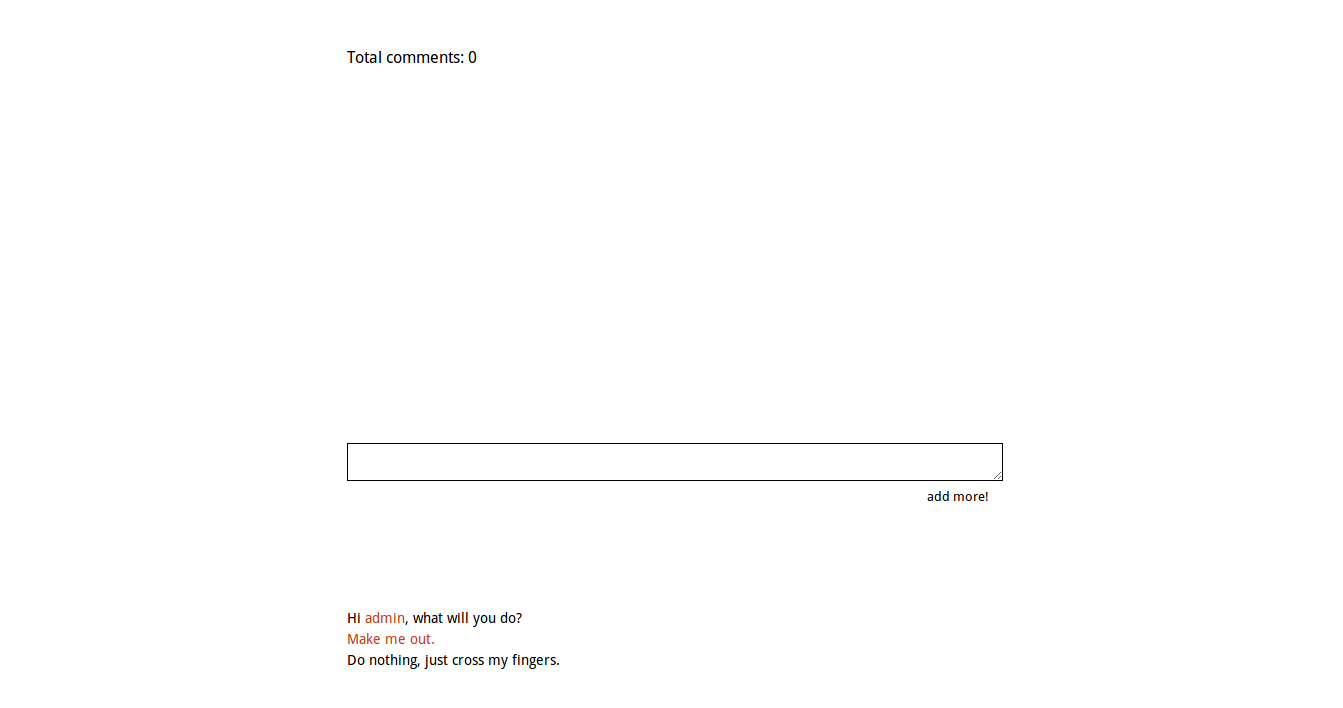 Total comments: 0
add more!
Hi admin, what will you do?
Make me out.
Do nothing, just cross my fingers.